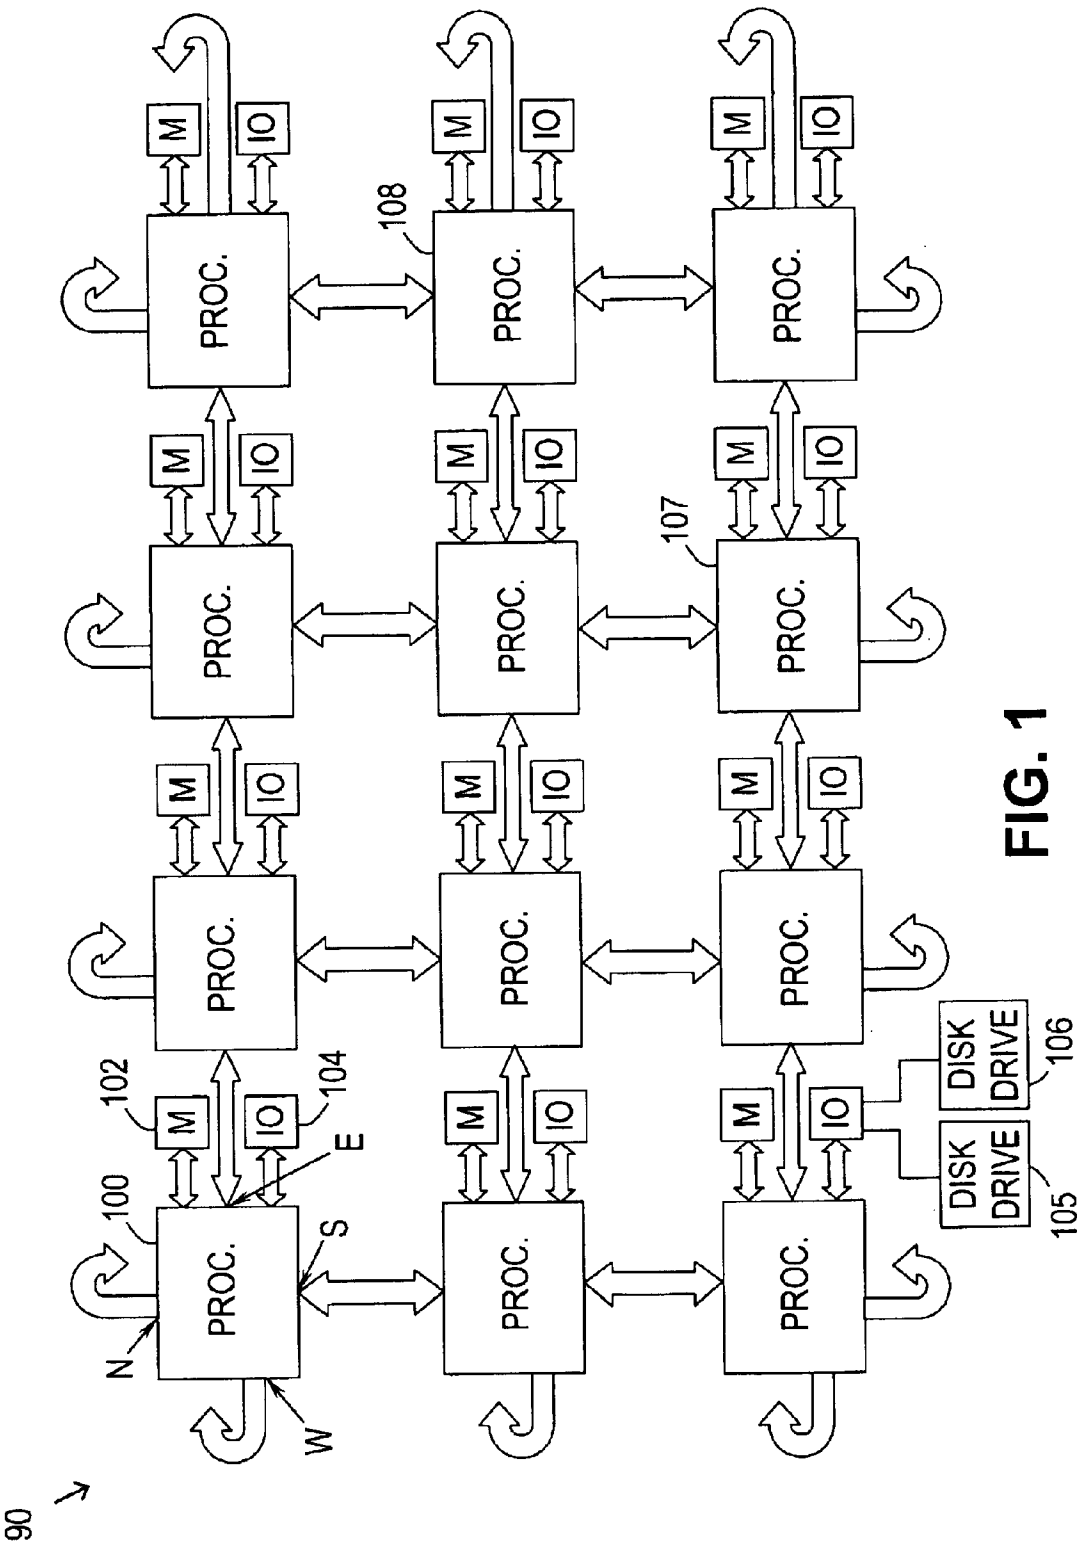 90
N
100
102
M
M
M
M
PROC.
PROC.
PROC.
PROC.
IO
IO
IO
IO
W
S
E
104
108
M
M
M
M
PROC.
PROC.
PROC.
PROC.
IO
IO
IO
IO
107
M
M
M
M
PROC.
PROC.
PROC.
PROC.
IO
IO
IO
IO
DISK
DRIVE
105
DISK
DRIVE
106
FIG. 1